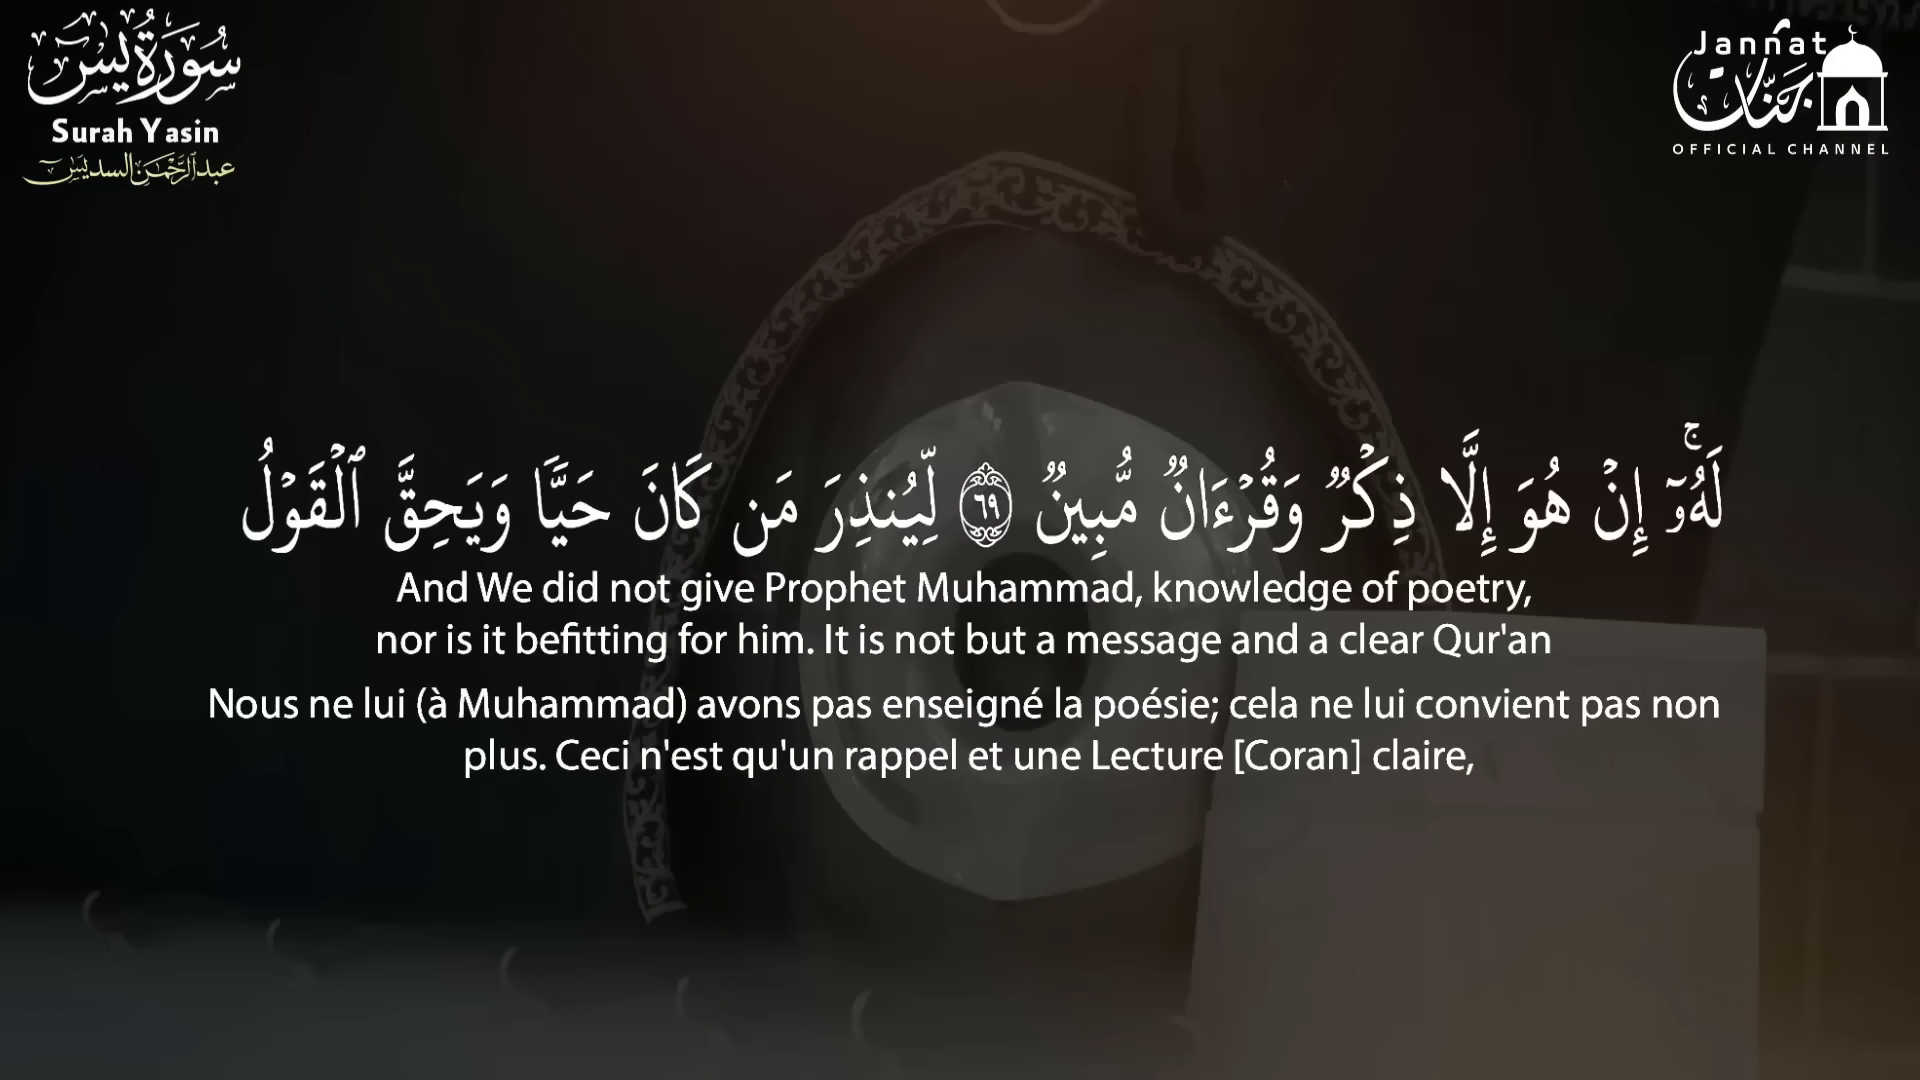 سُورَةُ يسٓ
Surah Yasin
عبد الرَّحْمَٰن السديس
Jannat
جَنَّات
OFFICIAL CHANNEL
لَهُۥٓۚ إِنۡ هُوَ إِلَّا ذِكۡرٞ وَقُرۡءَانٞ مُّبِينٞ ٦٩ لِّيُنذِرَ مَن كَانَ حَيّٗا وَيَحِقَّ ٱلۡقَوۡلُ
And We did not give Prophet Muhammad, knowledge of poetry,
nor is it befitting for him. It is not but a message and a clear Qur'an
Nous ne lui (à Muhammad) avons pas enseigné la poésie; cela ne lui convient pas non
plus. Ceci n'est qu'un rappel et une Lecture [Coran] claire,